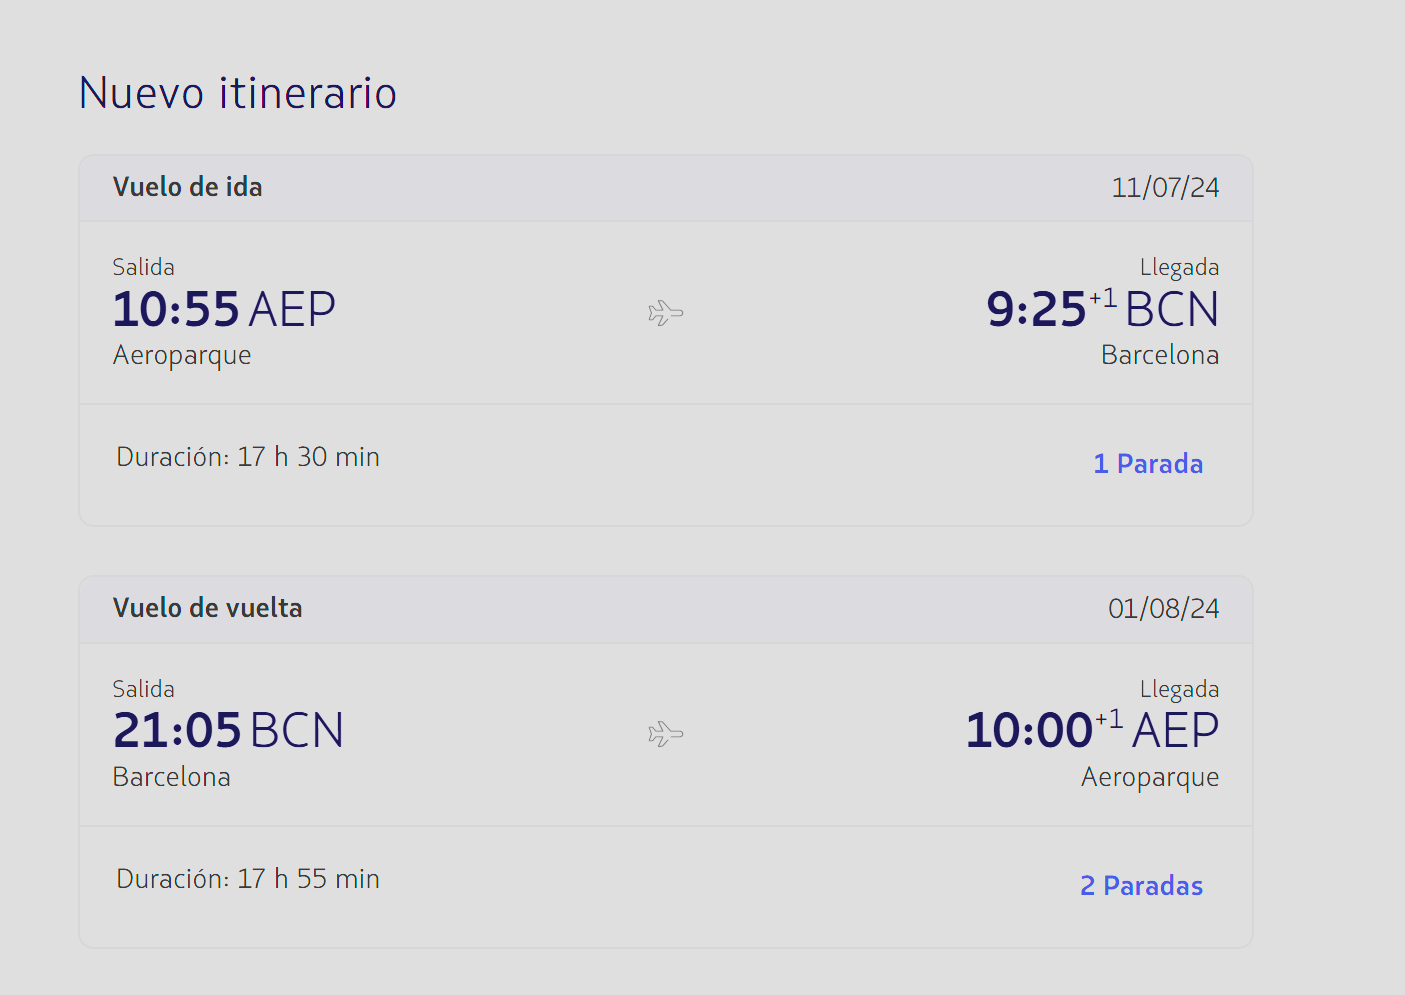 Nuevo itinerario
Vuelo de ida 11/07/24
Salida Llegada
10:55 AEP 9:25+1 BCN
Aeroparque Barcelona
Duración: 17 h 30 min 1 Parada
Vuelo de vuelta 01/08/24
Salida Llegada
21:05 BCN 10:00+1 AEP
Barcelona Aeroparque
Duración: 17 h 55 min 2 Paradas